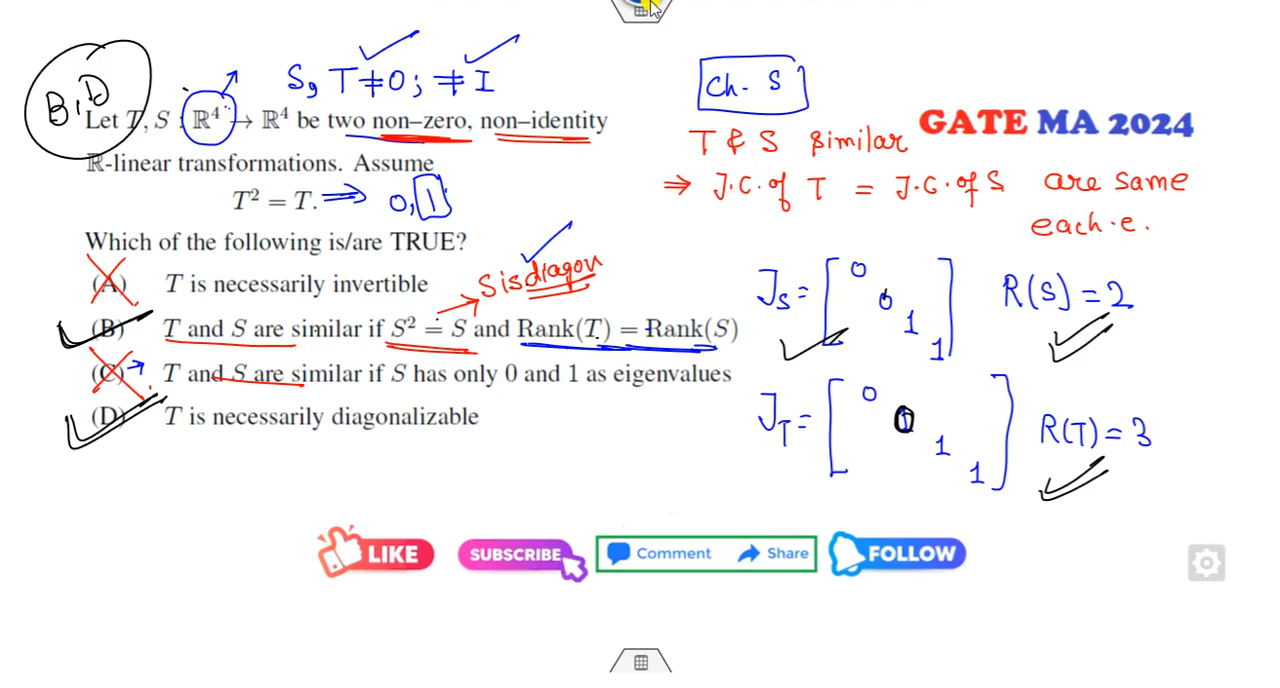 B,D
S, T ≠ 0 ; ≠ I
Let T, S : ℝ⁴ → ℝ⁴ be two non–zero, non–identity
ℝ-linear transformations. Assume
T² = T. ⇒ 0, 1
Which of the following is/are TRUE?
(A) T is necessarily invertible
S is diagon
(B) T and S are similar if S² = S and Rank(T) = Rank(S)
(C) → T and S are similar if S has only 0 and 1 as eigenvalues
(D) T is necessarily diagonalizable
Ch. S
GATE MA 2024
T & S similar
⇒ J.C. of T = J.C. of S are same
each e.
J_S = [ 0 0 1 1 ] R(S) = 2
J_T = [ 0 0 1 1 ] R(T) = 3
LIKE
SUBSCRIBE
Comment
Share
FOLLOW